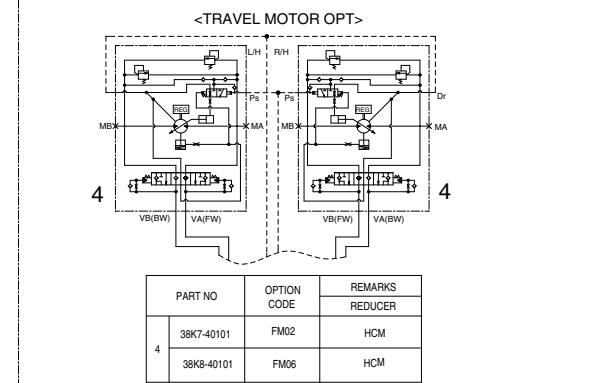 <TRAVEL MOTOR OPT>
L/H R/H
Ps Ps Dr
REG REG
MB MA MB MA
4 4
VB(BW) VA(FW) VB(FW) VA(BW)
PART NO OPTION CODE REMARKS
REDUCER
4 38K7-40101 FM02 HCM
38K8-40101 FM06 HCM